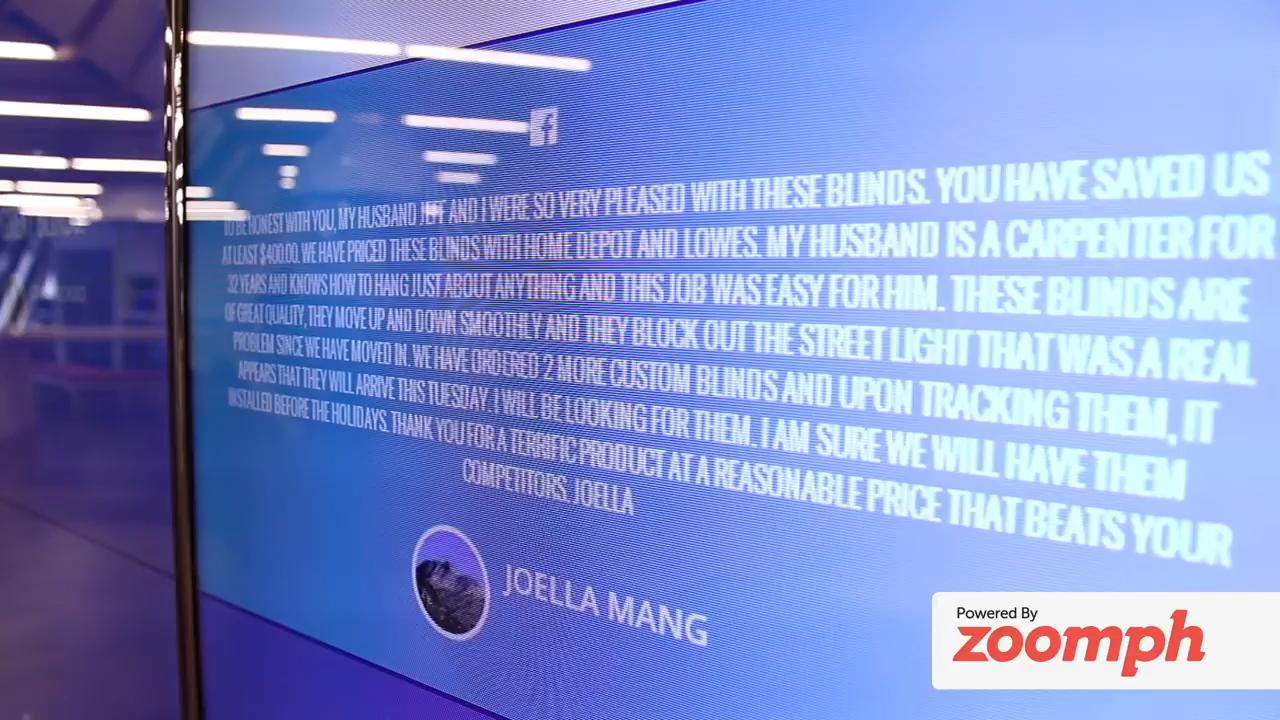 f
TO BE HONEST WITH YOU, MY HUSBAND JEFF AND I WERE SO VERY PLEASED WITH THESE BLINDS. YOU HAVE SAVED US
AT LEAST $400.00. WE HAVE PRICED THESE BLINDS WITH HOME DEPOT AND LOWES. MY HUSBAND IS A CARPENTER FOR
32 YEARS AND KNOWS HOW TO HANG JUST ABOUT ANYTHING AND THIS JOB WAS EASY FOR HIM. THESE BLINDS ARE
OF GREAT QUALITY, THEY MOVE UP AND DOWN SMOOTHLY AND THEY BLOCK OUT THE STREET LIGHT THAT WAS A REAL
PROBLEM SINCE WE HAVE MOVED IN. WE HAVE ORDERED 2 MORE CUSTOM BLINDS AND UPON TRACKING THEM, IT
APPEARS THAT THEY WILL ARRIVE THIS TUESDAY. I WILL BE LOOKING FOR THEM. I AM SURE WE WILL HAVE THEM
INSTALLED BEFORE THE HOLIDAYS. THANK YOU FOR A TERRIFIC PRODUCT AT A REASONABLE PRICE THAT BEATS YOUR
COMPETITORS. JOELLA
JOELLA MANG
Powered By
zoomph